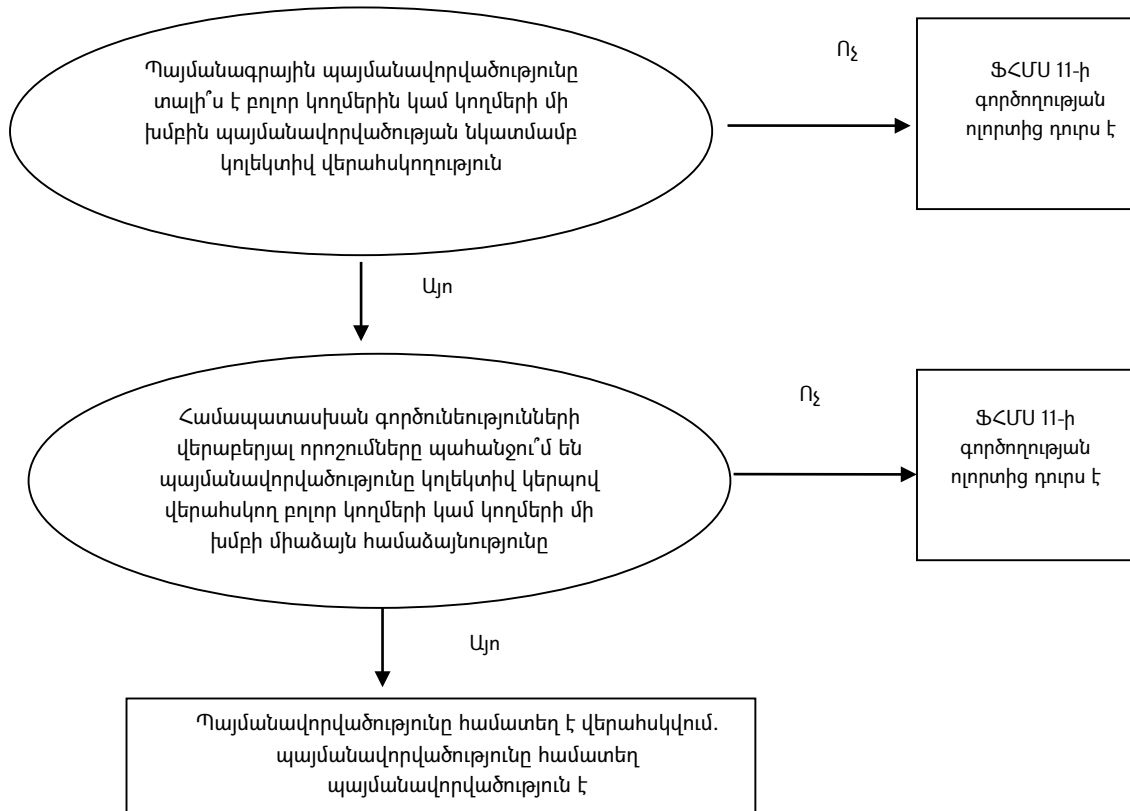 Պայմանագրային պայմանավորվածությունը
տալի՞ս է բոլոր կողմերին կամ կողմերի մի
խմբին պայմանավորվածության նկատմամբ
կոլեկտիվ վերահսկողություն
Ոչ
ՖՀՄՍ 11-ի
գործողության
ոլորտից դուրս է
Այո
Համապատասխան գործունեությունների
վերաբերյալ որոշումները պահանջու՞մ են
պայմանավորվածությունը կոլեկտիվ կերպով
վերահսկող բոլոր կողմերի կամ կողմերի մի
խմբի միաձայն համաձայնությունը
Ոչ
ՖՀՄՍ 11-ի
գործողության
ոլորտից դուրս է
Այո
Պայմանավորվածությունը համատեղ է վերահսկվում.
պայմանավորվածությունը համատեղ
պայմանավորվածություն է